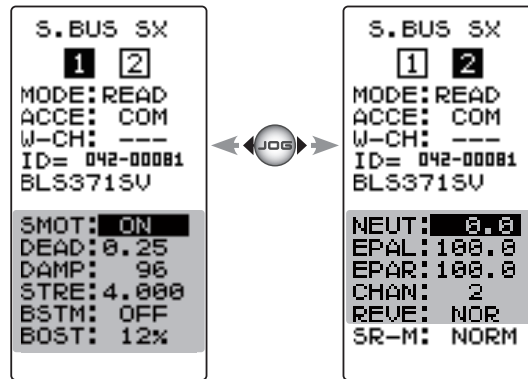 S.BUS SX
1 2
MODE:READ
ACCE: COM
W-CH: ---
ID= 042-00081
BLS371SV
SMOT: ON
DEAD:0.25
DAMP: 96
STRE:4.000
BSTM: OFF
BOST: 12%
JOG
S.BUS SX
1 2
MODE:READ
ACCE: COM
W-CH: ---
ID= 042-00081
BLS371SV
NEUT: 0.0
EPAL:100.0
EPAR:100.0
CHAN: 2
REVE: NOR
SR-M: NORM